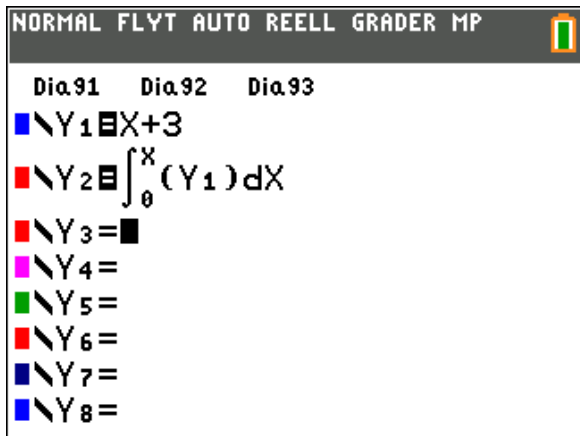 NORMAL FLYT AUTO REELL GRADER MP
Dia91 Dia92 Dia93
\Y1=X+3
\Y2=∫₀ˣ(Y1)dX
\Y3=
\Y4=
\Y5=
\Y6=
\Y7=
\Y8=